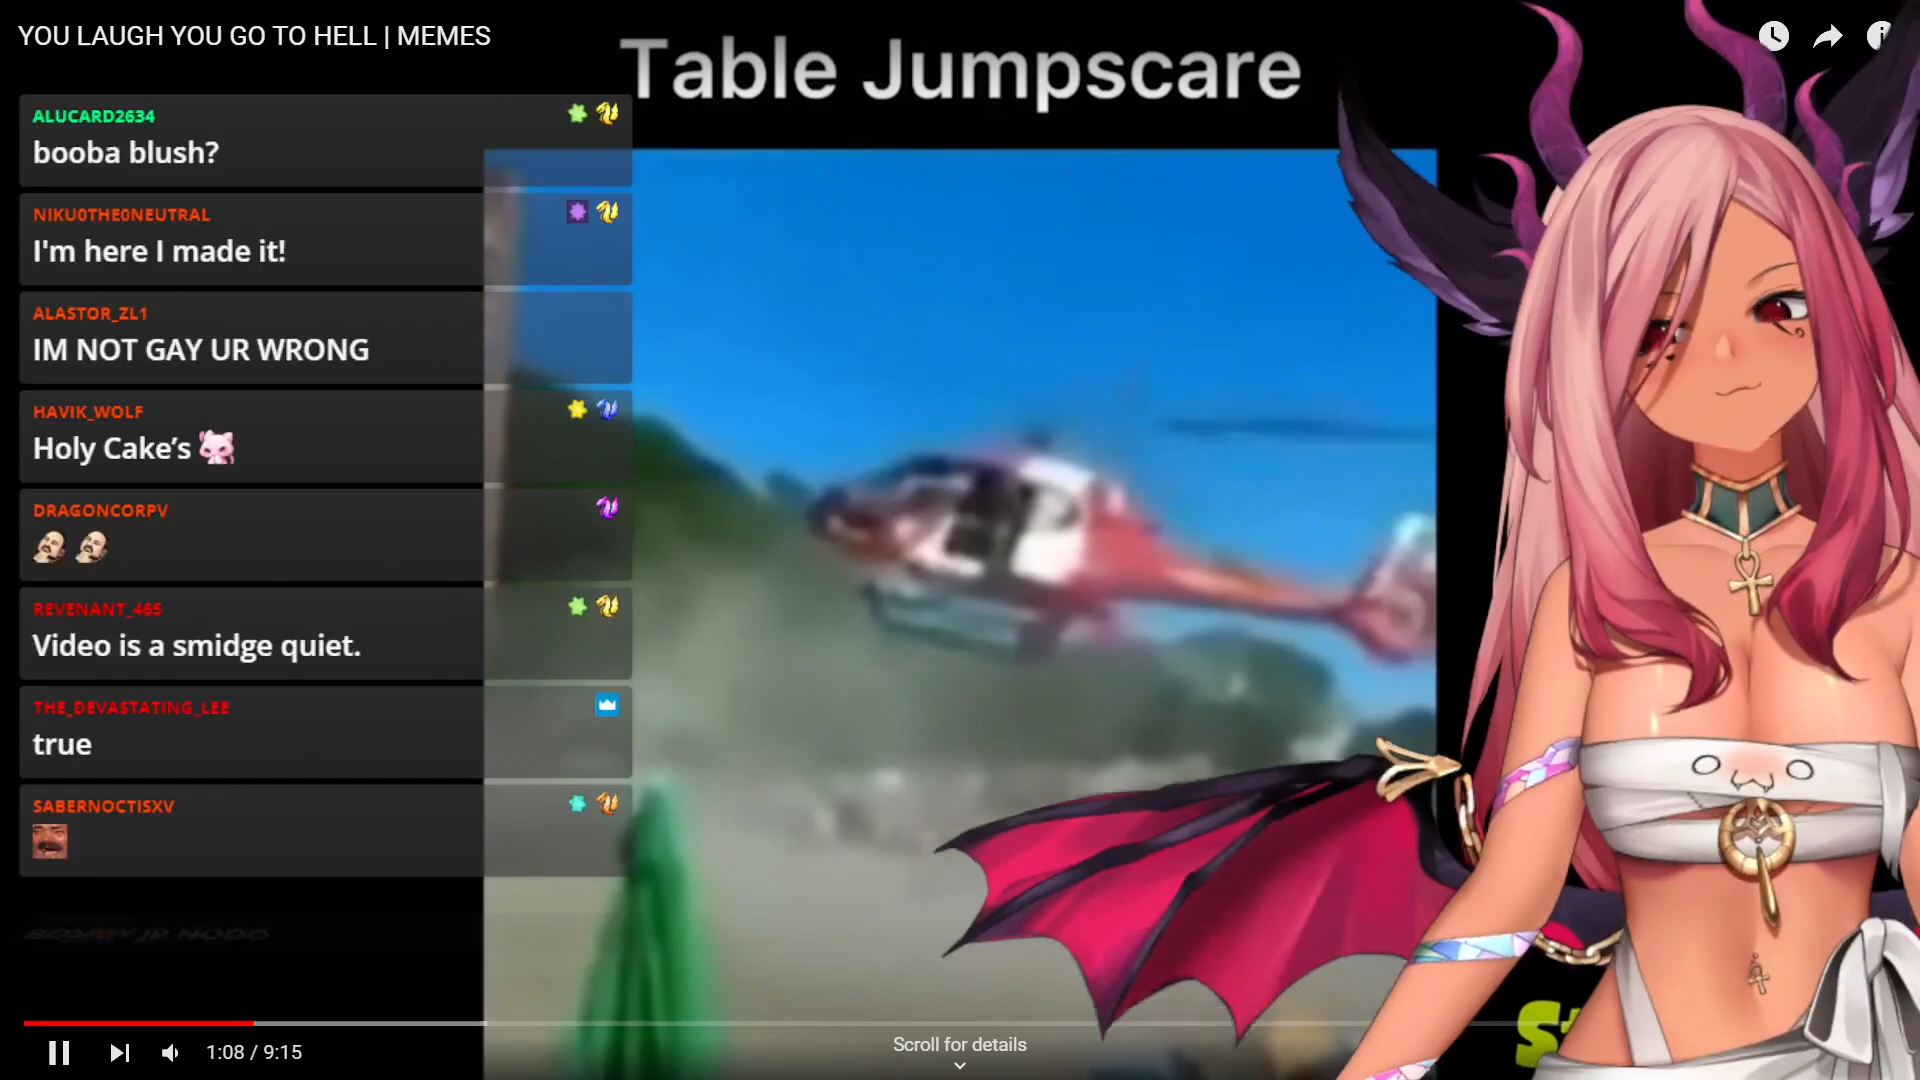 YOU LAUGH YOU GO TO HELL | MEMES
Table Jumpscare
ALUCARD2634
booba blush?
NIKU0THE0NEUTRAL
I'm here I made it!
ALASTOR_ZL1
IM NOT GAY UR WRONG
HAVIK_WOLF
Holy Cake’s
DRAGONCORPV
REVENANT_465
Video is a smidge quiet.
THE_DEVASTATING_LEE
true
SABERNOCTISXV
1:08 / 9:15
Scroll for details